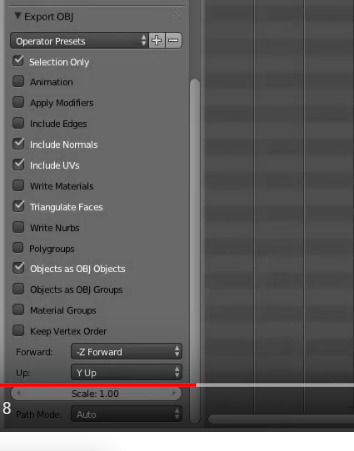 Export OBJ
Operator Presets
Selection Only
Animation
Apply Modifiers
Include Edges
Include Normals
Include UVs
Write Materials
Triangulate Faces
Write Nurbs
Polygroups
Objects as OBJ Objects
Objects as OBJ Groups
Material Groups
Keep Vertex Order
Forward: -Z Forward
Up: Y Up
Scale: 1.00
8
Path Mode: Auto